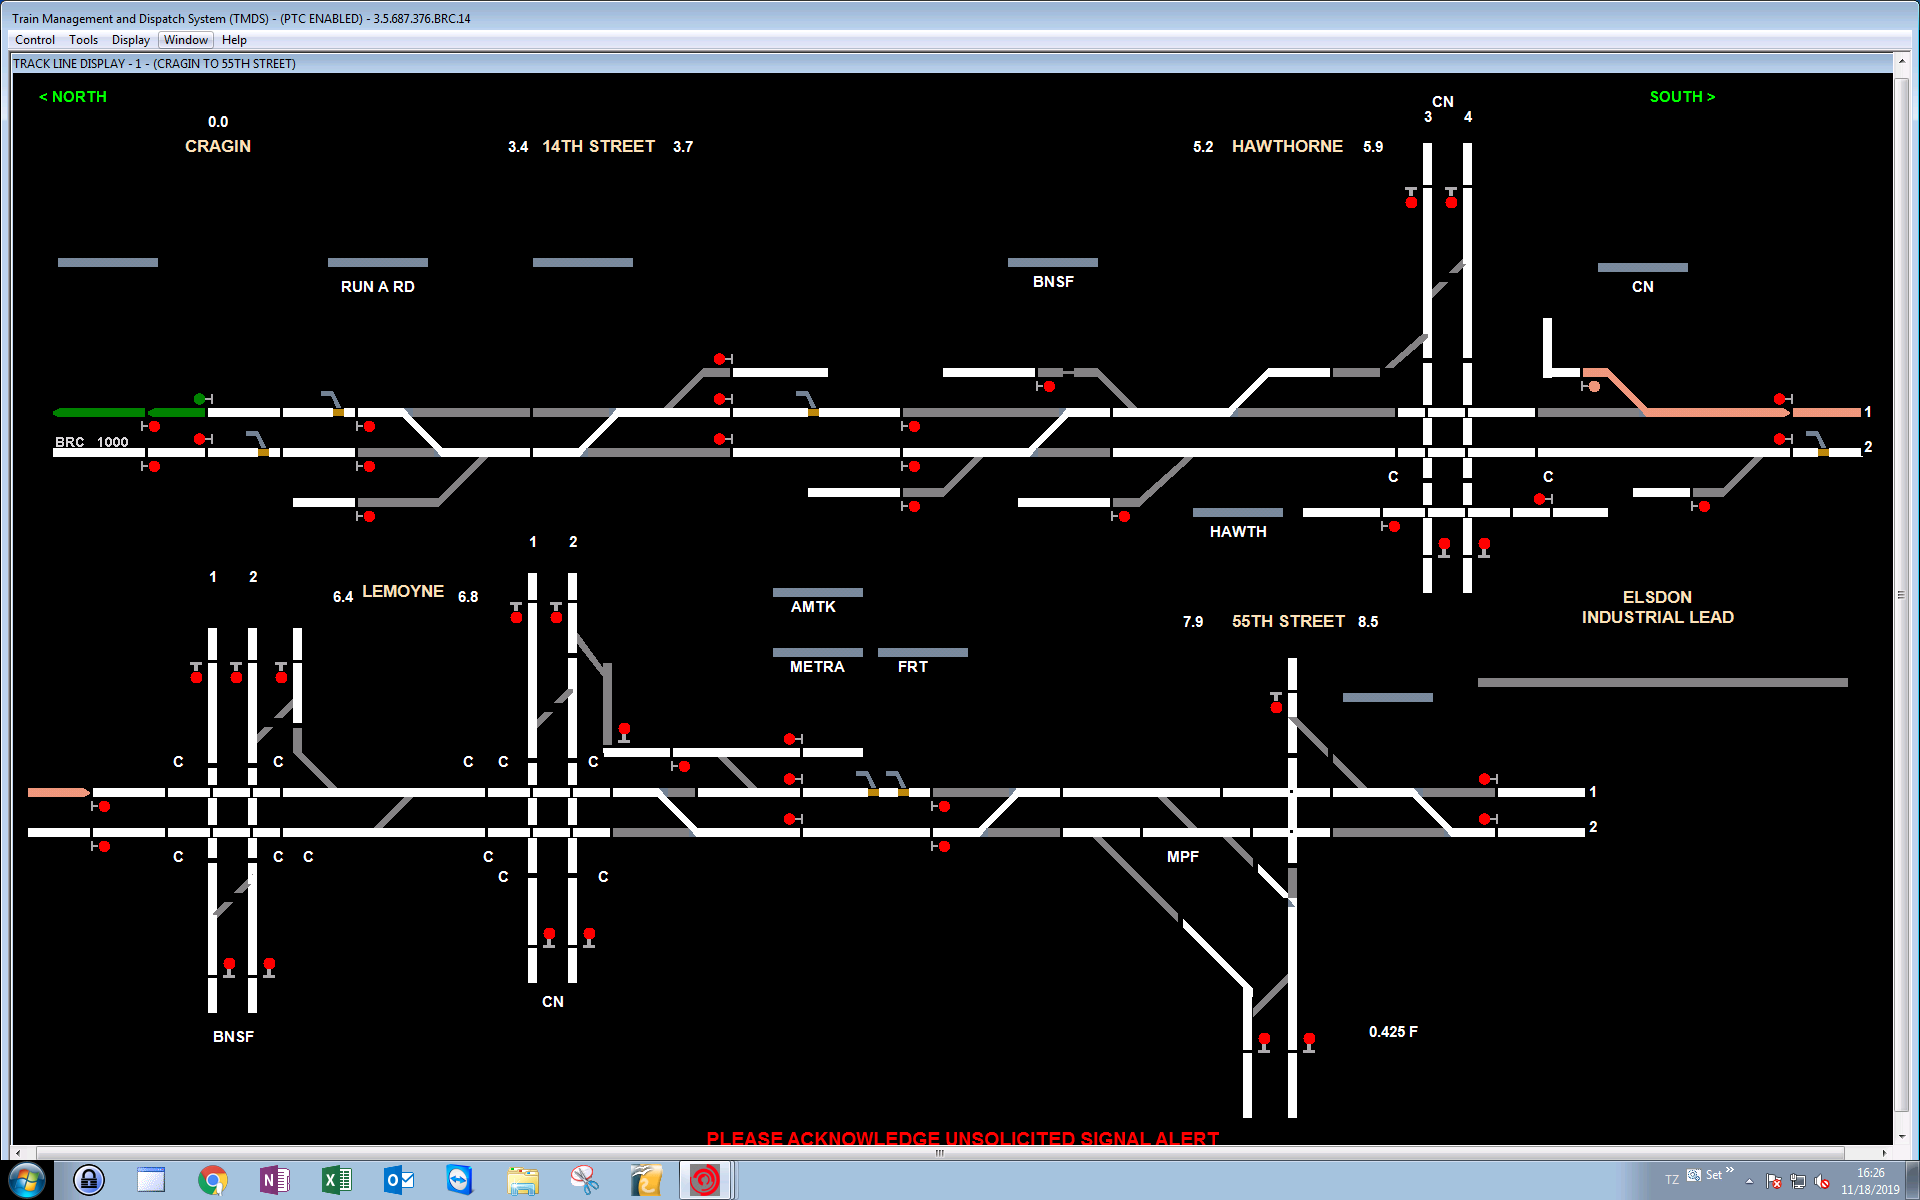 Train Management and Dispatch System (TMDS) - (PTC ENABLED) - 3.5.687.376.BRC.14
Control Tools Display Window Help
TRACK LINE DISPLAY - 1 - (CRAGIN TO 55TH STREET)
< NORTH
SOUTH >
CN
3 4
0.0
CRAGIN
3.4 14TH STREET 3.7
5.2 HAWTHORNE 5.9
RUN A RD
BNSF
CN
1
BRC 1000
2
C C
HAWTH
1 2
1 2
6.4 LEMOYNE 6.8
AMTK
METRA FRT
7.9 55TH STREET 8.5
ELSDON
INDUSTRIAL LEAD
C C C C C
1
2
C C C C
MPF
C C
CN
BNSF
0.425 F
PLEASE ACKNOWLEDGE UNSOLICITED SIGNAL ALERT
TZ Set »
16:26
11/18/2019